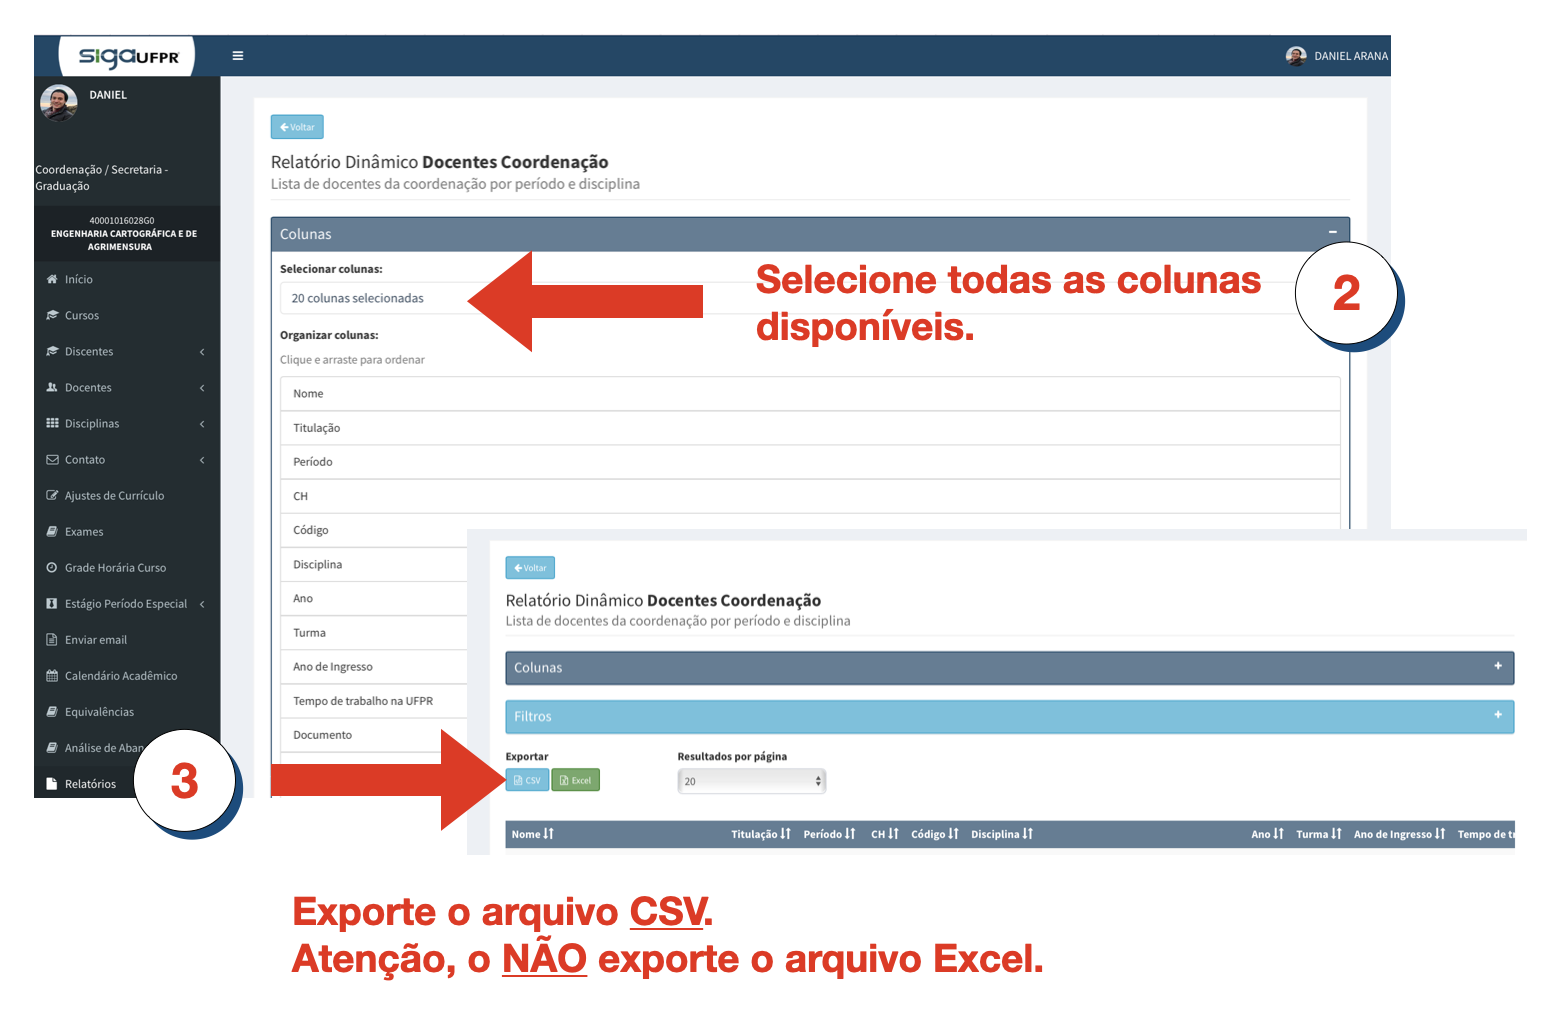 sigaUFPR
DANIEL ARANA
DANIEL
Coordenação / Secretaria -
Graduação
40001016028G0
ENGENHARIA CARTOGRÁFICA E DE
AGRIMENSURA
Início
Cursos
Discentes
Docentes
Disciplinas
Contato
Ajustes de Currículo
Exames
Grade Horária Curso
Estágio Período Especial
Enviar email
Calendário Acadêmico
Equivalências
Análise de Aban
Relatórios
Voltar
Relatório Dinâmico Docentes Coordenação
Lista de docentes da coordenação por período e disciplina
Colunas
Selecionar colunas:
20 colunas selecionadas
Selecione todas as colunas
disponíveis.
2
Organizar colunas:
Clique e arraste para ordenar
Nome
Titulação
Período
CH
Código
Disciplina
Ano
Turma
Ano de Ingresso
Tempo de trabalho na UFPR
Documento
3
Voltar
Relatório Dinâmico Docentes Coordenação
Lista de docentes da coordenação por período e disciplina
Colunas
Filtros
Exportar Resultados por página
CSV Excel 20
Nome Titulação Período CH Código Disciplina Ano Turma Ano de Ingresso Tempo de t
Exporte o arquivo CSV.
Atenção, o NÃO exporte o arquivo Excel.